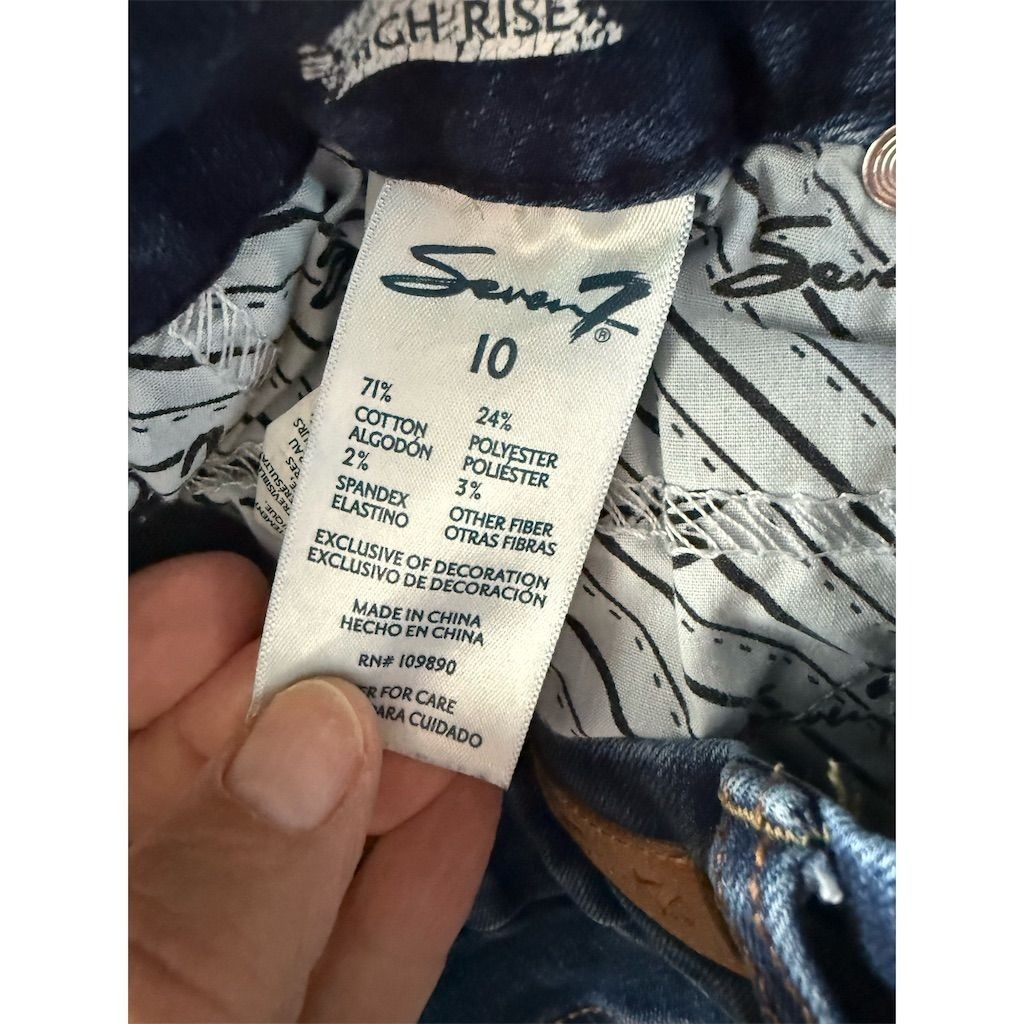 HIGH RISE
Seven7®
10
71%
COTTON
ALGODÓN
2%
SPANDEX
ELASTINO
24%
POLYESTER
POLIÉSTER
3%
OTHER FIBER
OTRAS FIBRAS
EXCLUSIVE OF DECORATION
EXCLUSIVO DE DECORACIÓN
MADE IN CHINA
HECHO EN CHINA
RN# 109890
FOR CARE
PARA CUIDADO
Seven